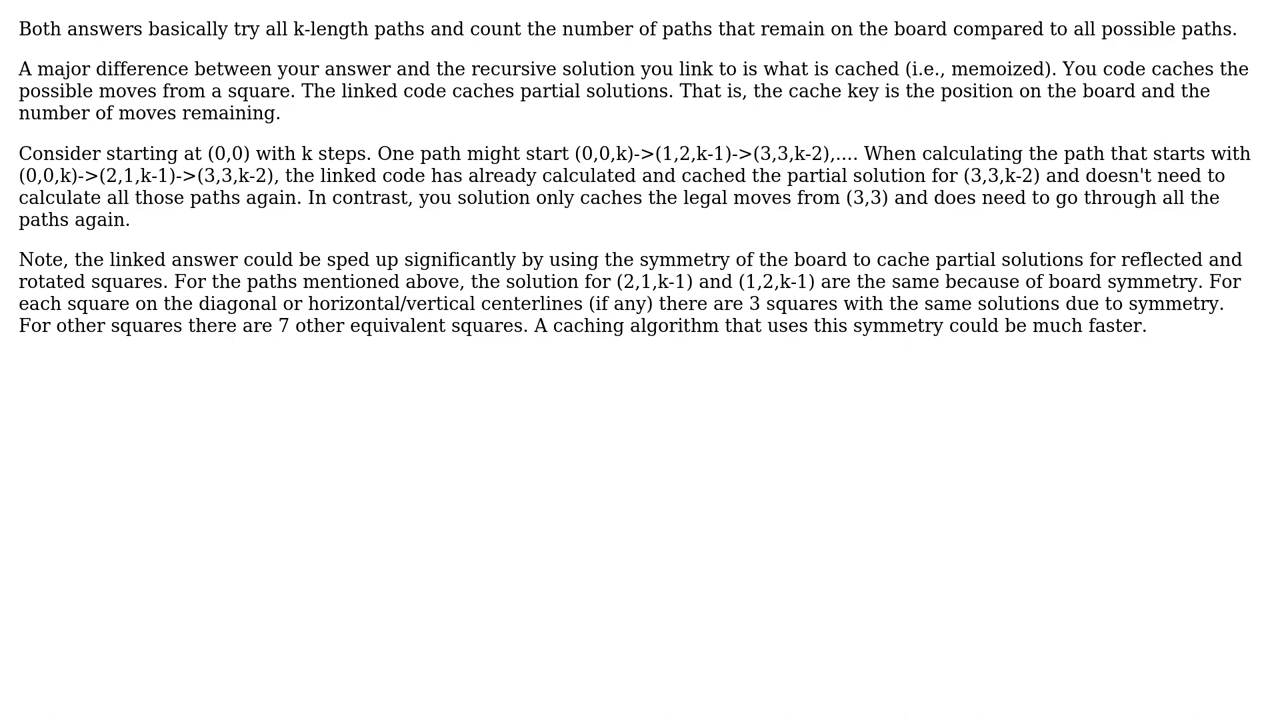 Both answers basically try all k-length paths and count the number of paths that remain on the board compared to all possible paths.
A major difference between your answer and the recursive solution you link to is what is cached (i.e., memoized). You code caches the
possible moves from a square. The linked code caches partial solutions. That is, the cache key is the position on the board and the
number of moves remaining.
Consider starting at (0,0) with k steps. One path might start (0,0,k)->(1,2,k-1)->(3,3,k-2),.... When calculating the path that starts with
(0,0,k)->(2,1,k-1)->(3,3,k-2), the linked code has already calculated and cached the partial solution for (3,3,k-2) and doesn't need to
calculate all those paths again. In contrast, you solution only caches the legal moves from (3,3) and does need to go through all the
paths again.
Note, the linked answer could be sped up significantly by using the symmetry of the board to cache partial solutions for reflected and
rotated squares. For the paths mentioned above, the solution for (2,1,k-1) and (1,2,k-1) are the same because of board symmetry. For
each square on the diagonal or horizontal/vertical centerlines (if any) there are 3 squares with the same solutions due to symmetry.
For other squares there are 7 other equivalent squares. A caching algorithm that uses this symmetry could be much faster.